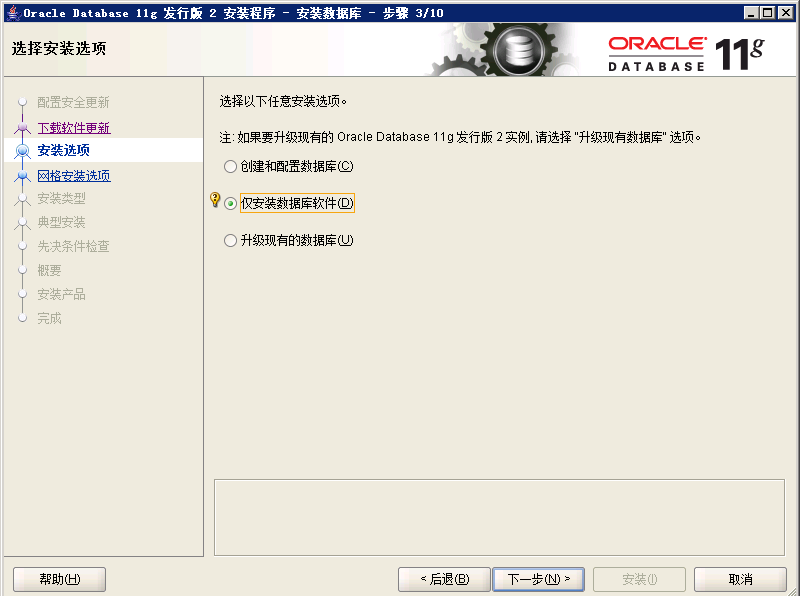 Oracle Database 11g 发行版 2 安装程序 - 安装数据库 - 步骤 3/10
选择安装选项
ORACLE
DATABASE 11g
配置安全更新
下载软件更新
安装选项
网格安装选项
安装类型
典型安装
先决条件检查
概要
安装产品
完成
选择以下任意安装选项。
注: 如果要升级现有的 Oracle Database 11g 发行版 2 实例, 请选择 "升级现有数据库" 选项。
创建和配置数据库(C)
仅安装数据库软件(D)
升级现有的数据库(U)
帮助(H)
< 后退(B)
下一步(N) >
安装(I)
取消